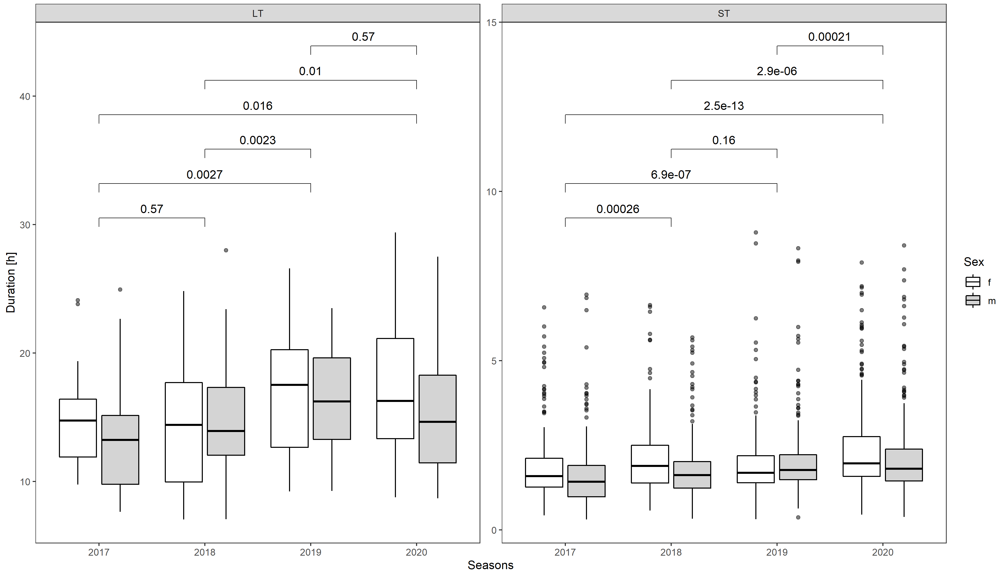 LT
ST
0.57
0.01
0.016
0.0023
0.0027
0.57
0.00021
2.9e-06
2.5e-13
0.16
6.9e-07
0.00026
40
30
20
10
15
10
5
0
Duration [h]
2017 2018 2019 2020
2017 2018 2019 2020
Seasons
Sex
f
m